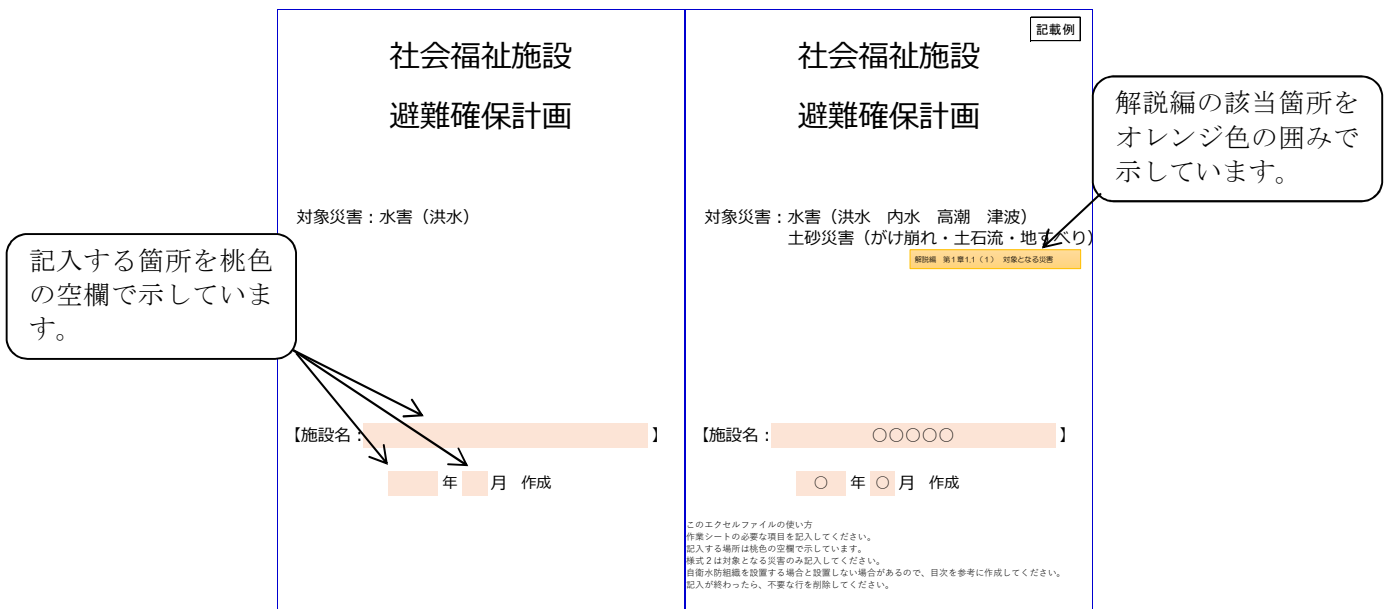 社会福祉施設
避難確保計画
対象災害：水害（洪水）
【施設名： 】
年 月 作成
記入する箇所を桃色
の空欄で示していま
す。
記載例
社会福祉施設
避難確保計画
対象災害：水害（洪水 内水 高潮 津波）
土砂災害（がけ崩れ・土石流・地すべり）
解説編 第１章1.1（１） 対象となる災害
【施設名： ○○○○○ 】
○ 年 ○ 月 作成
このエクセルファイルの使い方
作業シートの必要な項目を記入してください。
記入する場所は桃色の空欄で示しています。
様式２は対象となる災害のみ記入してください。
自衛水防組織を設置する場合と設置しない場合があるので、目次を参考に作成してください。
記入が終わったら、不要な行を削除してください。
解説編の該当箇所を
オレンジ色の囲みで
示しています。